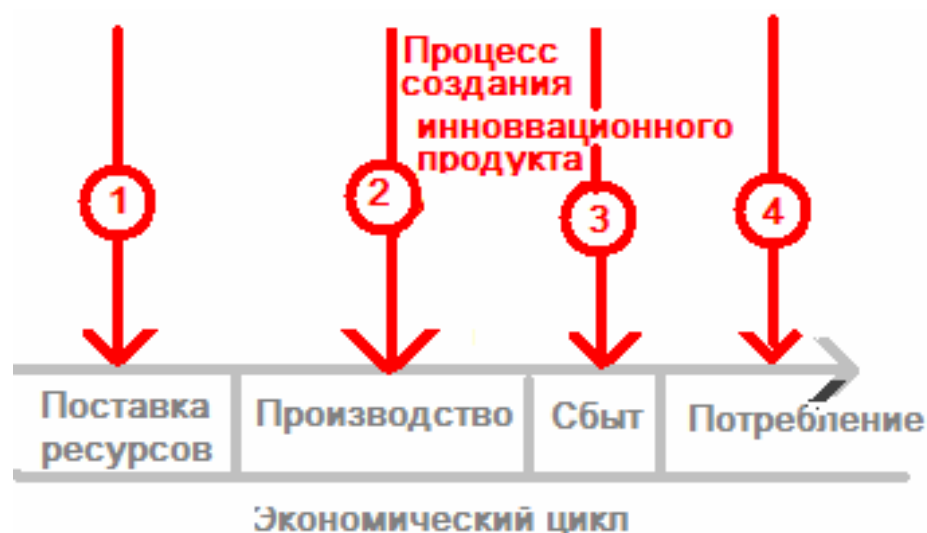 Процесс
создания
инноввационного
продукта
1
2
3
4
Поставка
ресурсов
Производство
Сбыт
Потребление
Экономический цикл